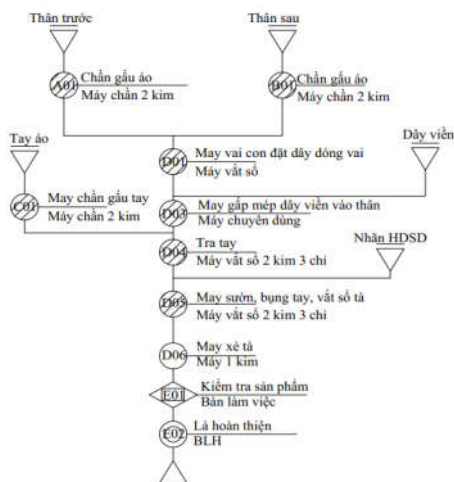 Thân trước
Thân sau
A01
Chần gấu áo
Máy chần 2 kim
B01
Chần gấu áo
Máy chần 2 kim
Tay áo
Dây viền
D01
May vai con đặt dây dóng vai
Máy vắt sổ
C01
May chần gấu tay
Máy chần 2 kim
D03
May gấp mép dây viền vào thân
Máy chuyên dùng
D04
Tra tay
Máy vắt sổ 2 kim 3 chỉ
Nhãn HDSD
D05
May sườn, bụng tay, vắt sổ tà
Máy vắt sổ 2 kim 3 chỉ
D06
May xẻ tà
Máy 1 kim
E01
Kiểm tra sản phẩm
Bàn làm việc
E02
Là hoàn thiện
BLH